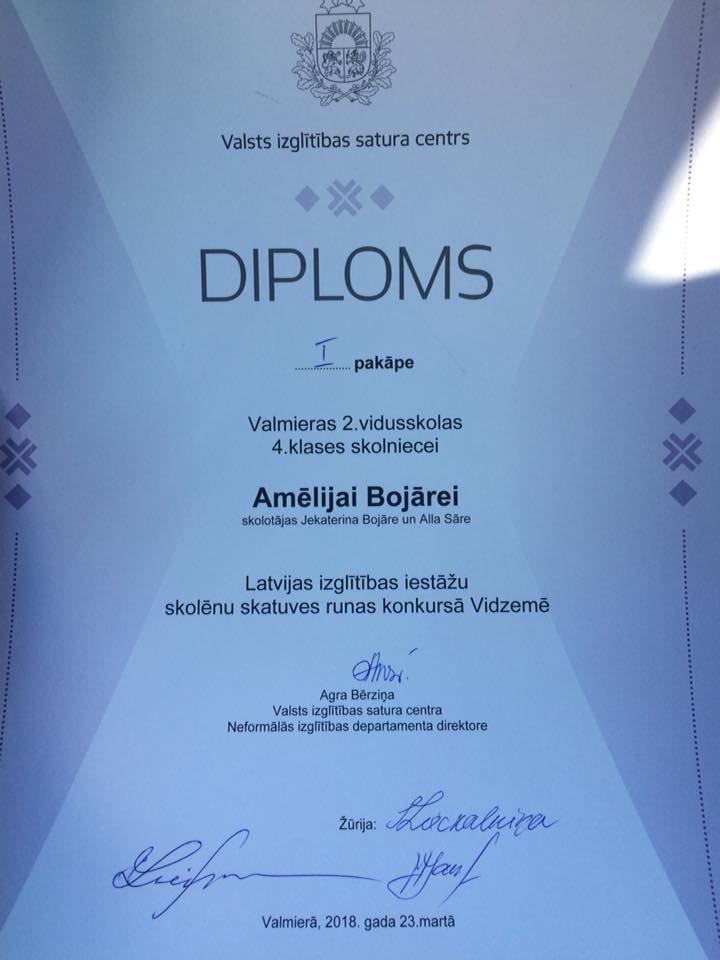 Valsts izglītības satura centrs
DIPLOMS
I pakāpe
Valmieras 2.vidusskolas
4.klases skolniecei
Amēlijai Bojārei
skolotājas Jekaterina Bojāre un Alla Sāre
Latvijas izglītības iestāžu
skolēnu skatuves runas konkursā Vidzemē
Agra Bērziņa
Valsts izglītības satura centra
Neformālās izglītības departamenta direktore
Žūrija:
Valmierā, 2018. gada 23.martā